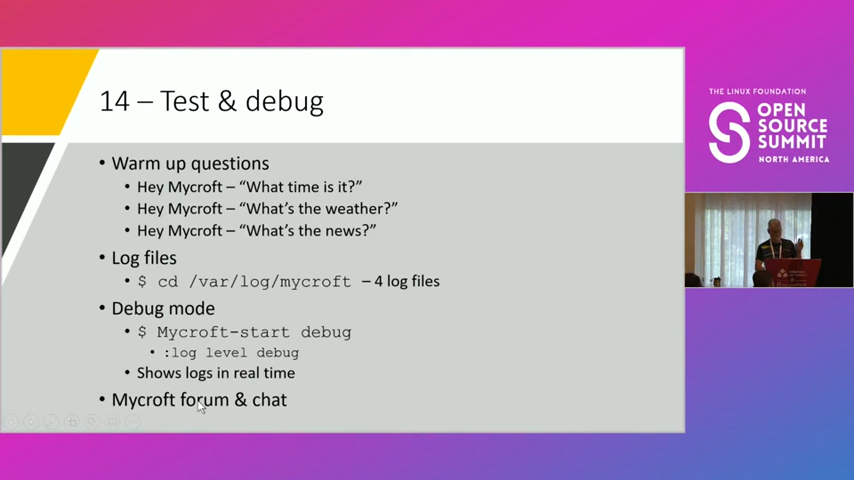 14 – Test & debug
• Warm up questions
• Hey Mycroft – “What time is it?”
• Hey Mycroft – “What’s the weather?”
• Hey Mycroft – “What’s the news?”
• Log files
• $ cd /var/log/mycroft – 4 log files
• Debug mode
• $ Mycroft-start debug
• :log level debug
• Shows logs in real time
• Mycroft forum & chat
THE LINUX FOUNDATION
OPEN
SOURCE
SUMMIT
NORTH AMERICA